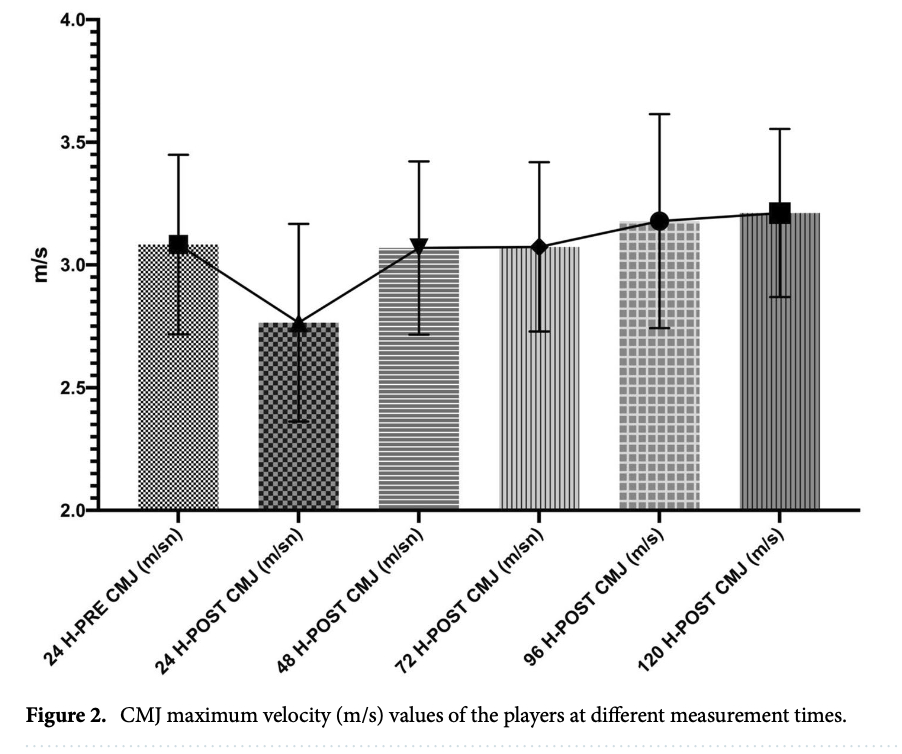 4.0
3.5
3.0
2.5
2.0
m/s
24 H-PRE CMJ (m/sn)
24 H-POST CMJ (m/sn)
48 H-POST CMJ (m/sn)
72 H-POST CMJ (m/sn)
96 H-POST CMJ (m/s)
120 H-POST CMJ (m/s)
Figure 2. CMJ maximum velocity (m/s) values of the players at different measurement times.